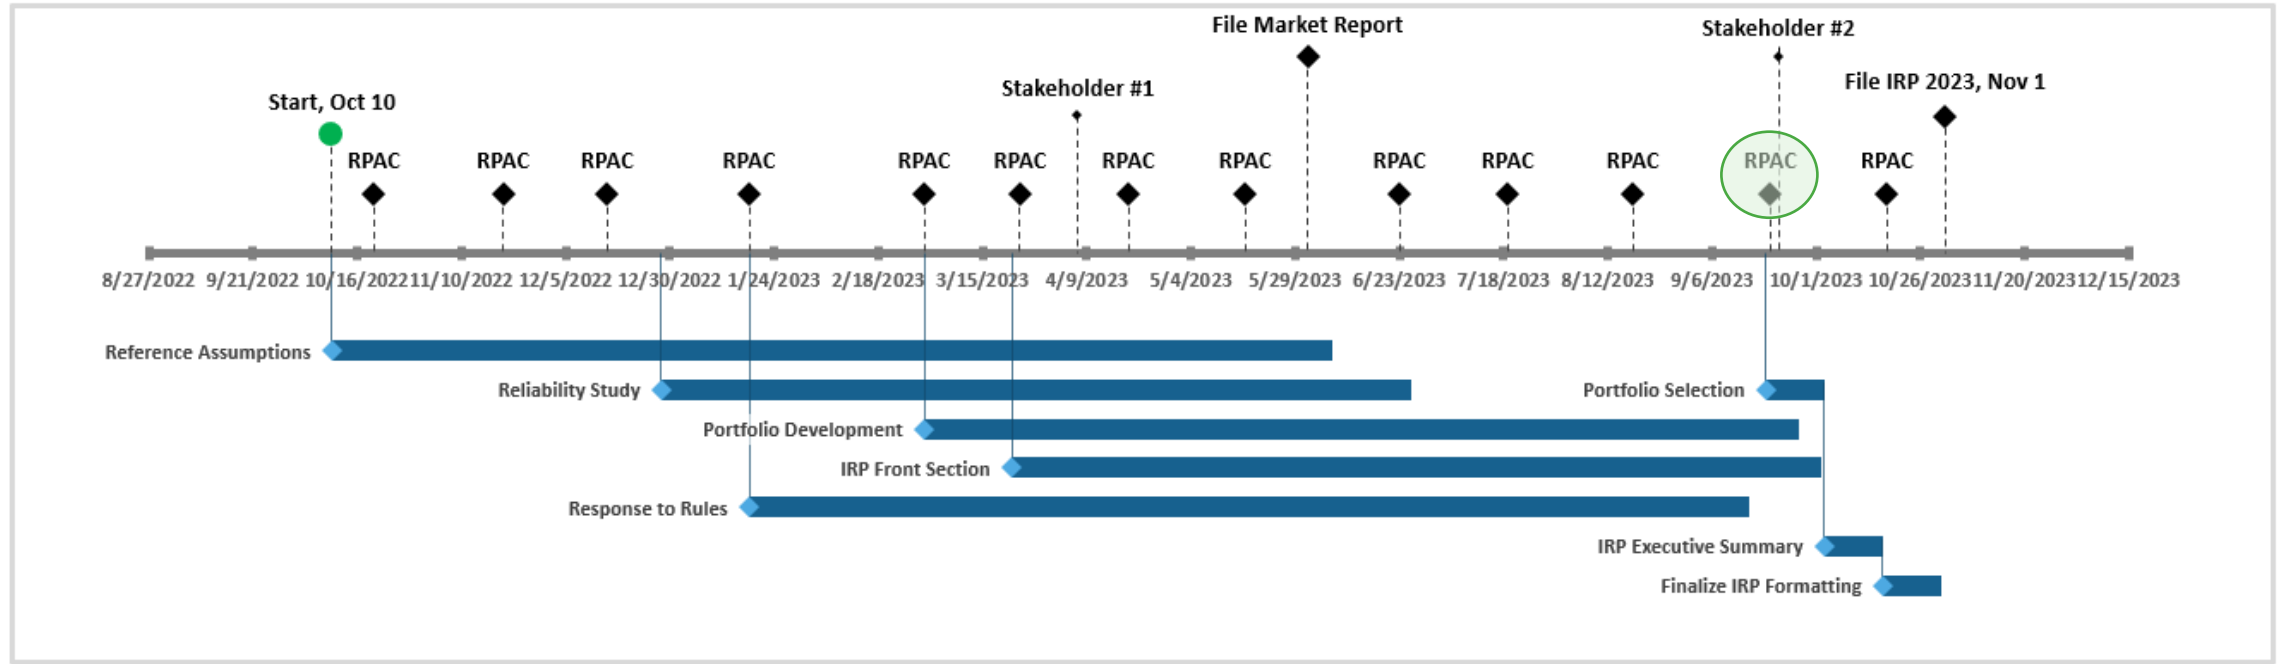 File Market Report
Stakeholder #2
Stakeholder #1
File IRP 2023, Nov 1
Start, Oct 10
RPAC RPAC RPAC RPAC RPAC RPAC RPAC RPAC RPAC RPAC RPAC RPAC RPAC
8/27/2022 9/21/2022 10/16/2022 11/10/2022 12/5/2022 12/30/2022 1/24/2023 2/18/2023 3/15/2023 4/9/2023 5/4/2023 5/29/2023 6/23/2023 7/18/2023 8/12/2023 9/6/2023 10/1/2023 10/26/2023 11/20/2023 12/15/2023
Reference Assumptions
Reliability Study Portfolio Selection
Portfolio Development
IRP Front Section
Response to Rules
IRP Executive Summary
Finalize IRP Formatting